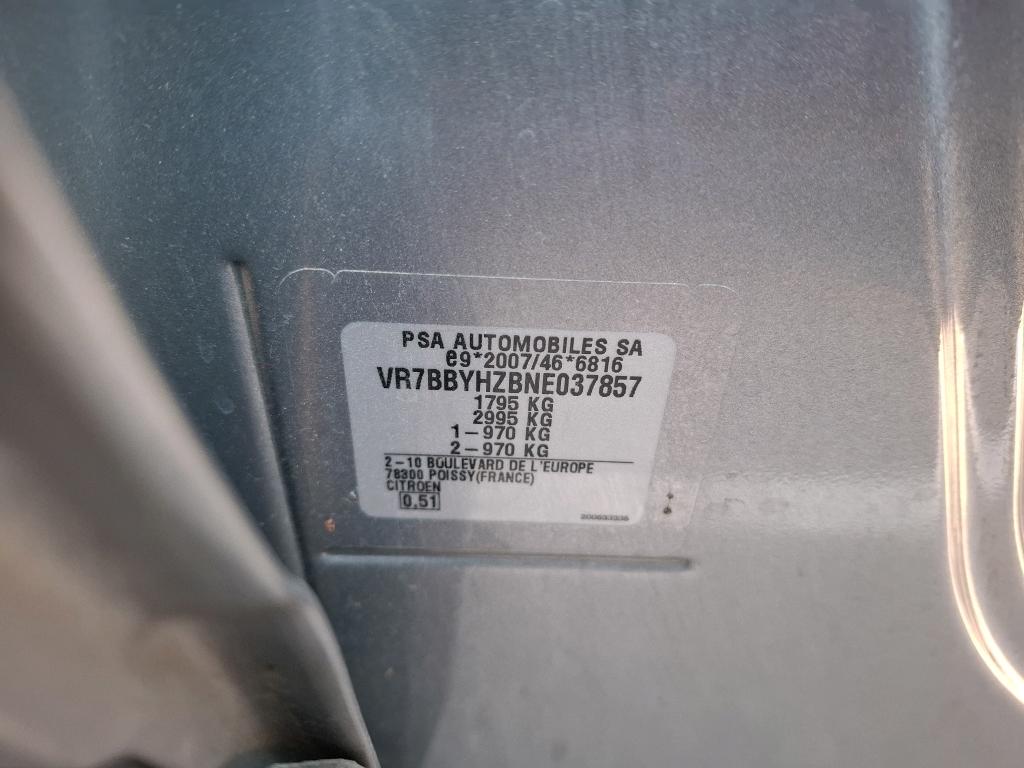 PSA AUTOMOBILES SA
e9*2007/46*6816
VR7BBYHZBNE037857
1795 KG
2995 KG
1-970 KG
2-970 KG
2-10 BOULEVARD DE L'EUROPE
78300 POISSY(FRANCE)
CITROEN
0.51